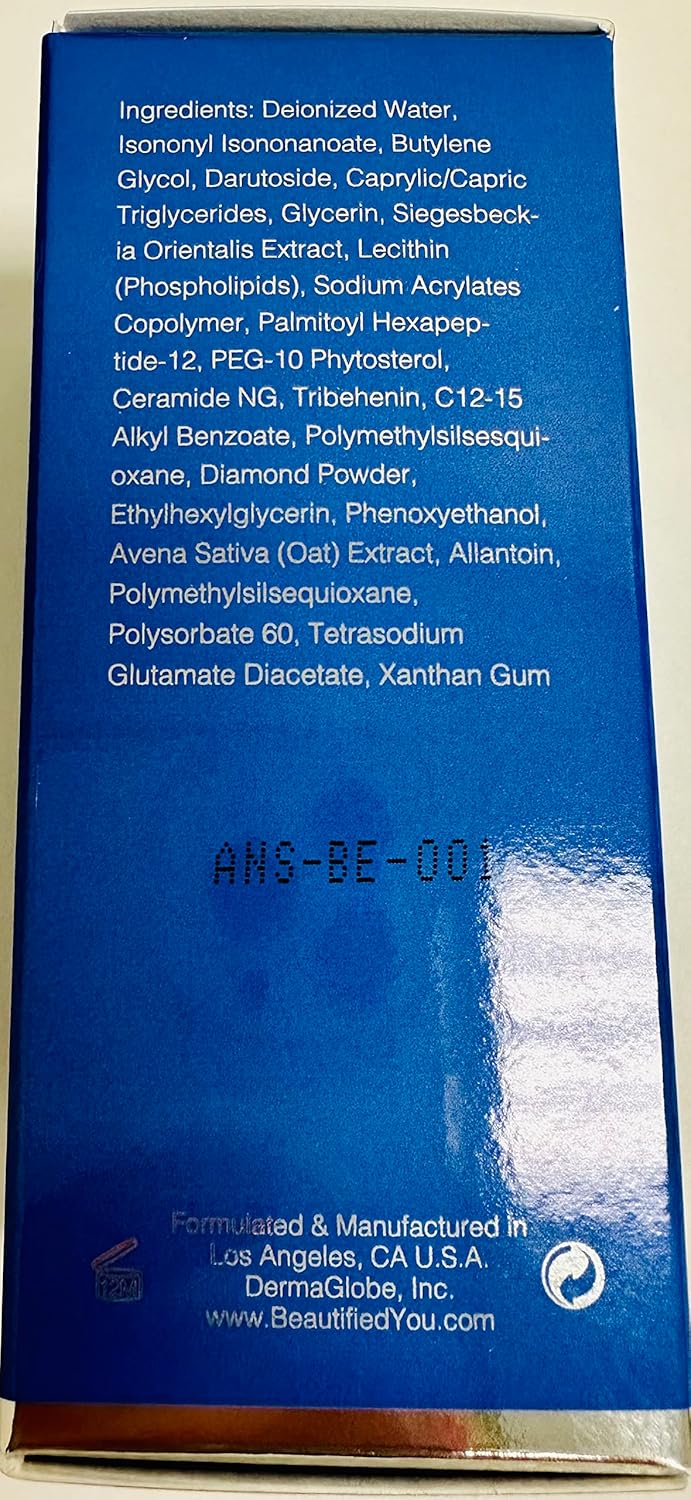 Ingredients: Deionized Water,
Isononyl Isononanoate, Butylene
Glycol, Darutoside, Caprylic/Capric
Triglycerides, Glycerin, Siegesbeck-
ia Orientalis Extract, Lecithin
(Phospholipids), Sodium Acrylates
Copolymer, Palmitoyl Hexapep-
tide-12, PEG-10 Phytosterol,
Ceramide NG, Tribehenin, C12-15
Alkyl Benzoate, Polymethylsilsesqui-
oxane, Diamond Powder,
Ethylhexylglycerin, Phenoxyethanol,
Avena Sativa (Oat) Extract, Allantoin,
Polymethylsilsequioxane,
Polysorbate 60, Tetrasodium
Glutamate Diacetate, Xanthan Gum
ANS-BE-001
Formulated & Manufactured in
Los Angeles, CA U.S.A.
DermaGlobe, Inc.
www.BeautifiedYou.com
12M